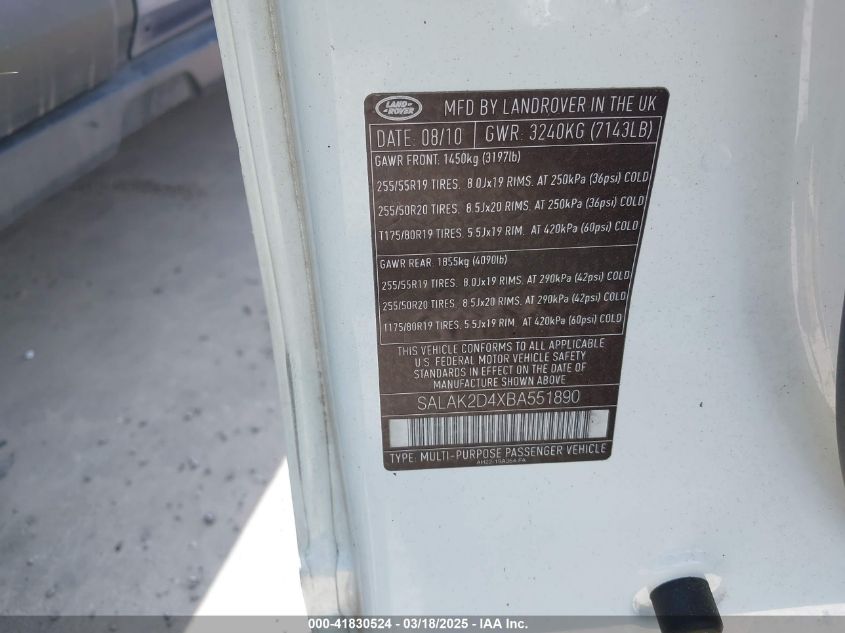 LAND-
ROVER
MFD BY LANDROVER IN THE UK
DATE: 08/10 GWR: 3240KG (7143LB)
GAWR FRONT: 1450kg (3197lb)
255/55R19 TIRES. 8.0Jx19 RIMS. AT 250kPa (36psi) COLD
255/50R20 TIRES. 8.5Jx20 RIMS. AT 250kPa (36psi) COLD
T175/80R19 TIRES. 5.5Jx19 RIM. AT 420kPa (60psi) COLD
GAWR REAR: 1855kg (4090lb)
255/55R19 TIRES. 8.0Jx19 RIMS. AT 290kPa (42psi) COLD
255/50R20 TIRES. 8.5Jx20 RIMS. AT 290kPa (42psi) COLD
T175/80R19 TIRES. 5.5Jx19 RIM. AT 420kPa (60psi) COLD
THIS VEHICLE CONFORMS TO ALL APPLICABLE
U.S. FEDERAL MOTOR VEHICLE SAFETY
STANDARDS IN EFFECT ON THE DATE OF
MANUFACTURE SHOWN ABOVE
SALAK2D4XBA551890
TYPE: MULTI-PURPOSE PASSENGER VEHICLE
000-41830524 - 03/18/2025 - IAA Inc.